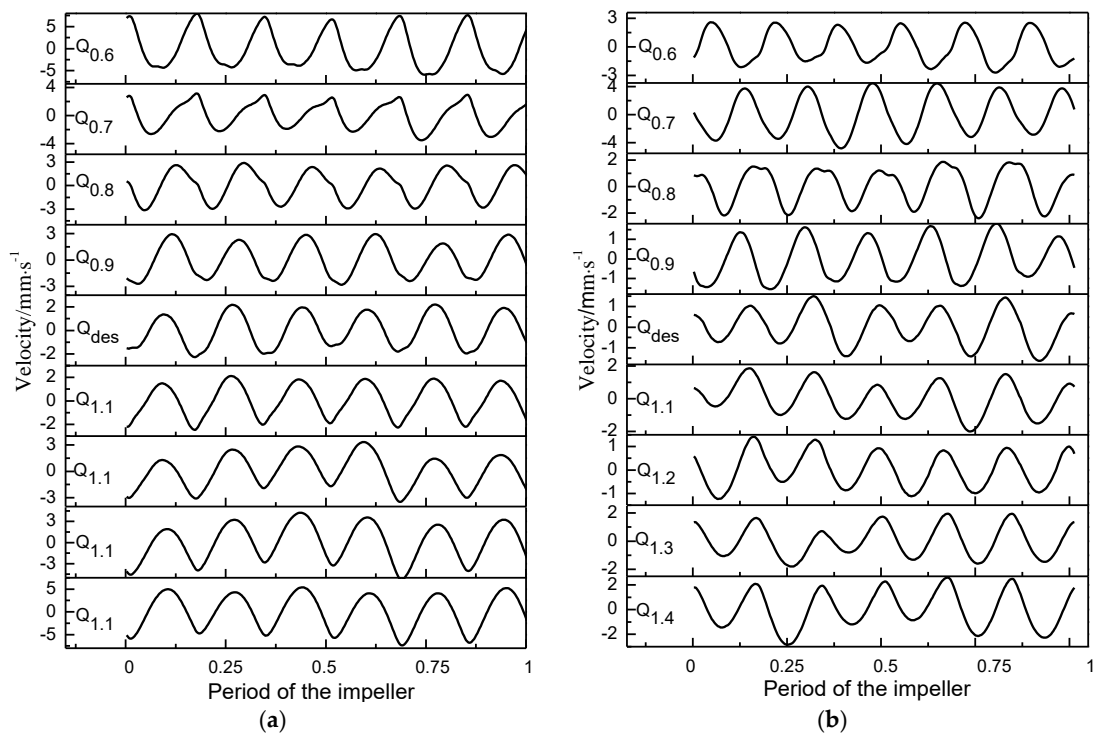 Velocity/mm·s⁻¹
Q0.6
5
0
-5
Q0.7
4
0
-4
Q0.8
3
0
-3
Q0.9
3
0
-3
Qdes
2
0
-2
Q1.1
2
0
-2
Q1.1
3
0
-3
Q1.1
3
0
-3
Q1.1
5
0
-5
0 0.25 0.5 0.75 1
Period of the impeller
(a)
Velocity/mm·s⁻¹
Q0.6
3
0
-3
Q0.7
4
0
-4
Q0.8
2
0
-2
Q0.9
1
0
-1
Qdes
1
0
-1
Q1.1
2
0
-2
Q1.2
1
0
-1
Q1.3
2
0
-2
Q1.4
2
0
-2
0 0.25 0.5 0.75 1
Period of the impeller
(b)